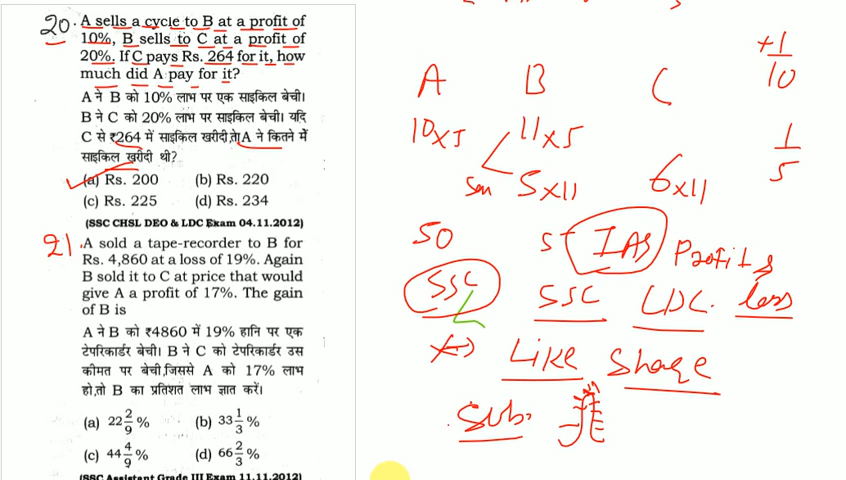 20. A sells a cycle to B at a profit of
10%, B sells to C at a profit of
20%. If C pays Rs. 264 for it, how
much did A pay for it?
A ने B को 10% लाभ पर एक साइकिल बेची।
B ने C को 20% लाभ पर साइकिल बेची। यदि
C से ₹264 में साइकिल खरीदी, तो A ने कितने में
साइकिल खरीदी थी?
(a) Rs. 200 (b) Rs. 220
(c) Rs. 225 (d) Rs. 234
(SSC CHSL DEO & LDC Exam 04.11.2012)
21. A sold a tape-recorder to B for
Rs. 4,860 at a loss of 19%. Again
B sold it to C at price that would
give A a profit of 17%. The gain
of B is
A ने B को ₹4860 में 19% हानि पर एक
टेपरिकार्डर बेची। B ने C को टेपरिकार्डर उस
कीमत पर बेची, जिससे A को 17% लाभ
हो, तो B का प्रतिशत लाभ ज्ञात करें।
(a) 22 2/9 % (b) 33 1/3 %
(c) 44 4/9 % (d) 66 2/3 %
(SSC Assistant Grade III Exam 11.11.2012)
A B C +1/10
10x5 11x5 1/5
5x11 6x11
50 5 IAS Profit &
SSC SSC LDC. loss
Like Share
Sub.